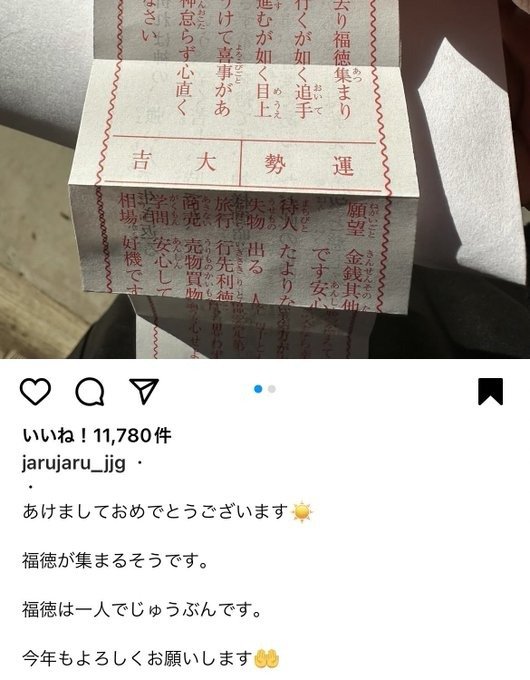 去り福徳集まり
行くが如く追手
進むが如く目上
うけて喜事があ
神怠らず心直く
なさい
運勢 大吉
願望 金銭其他
です安心
待人 たよりな
失物 出る
旅行 行先利徳
商売 売物買物
学問 安心して
相場 好機です
いいね！11,780件
jarujaru_jjg ・
・
あけましておめでとうございます☀️
福徳が集まるそうです。
福徳は一人でじゅうぶんです。
今年もよろしくお願いします🤲